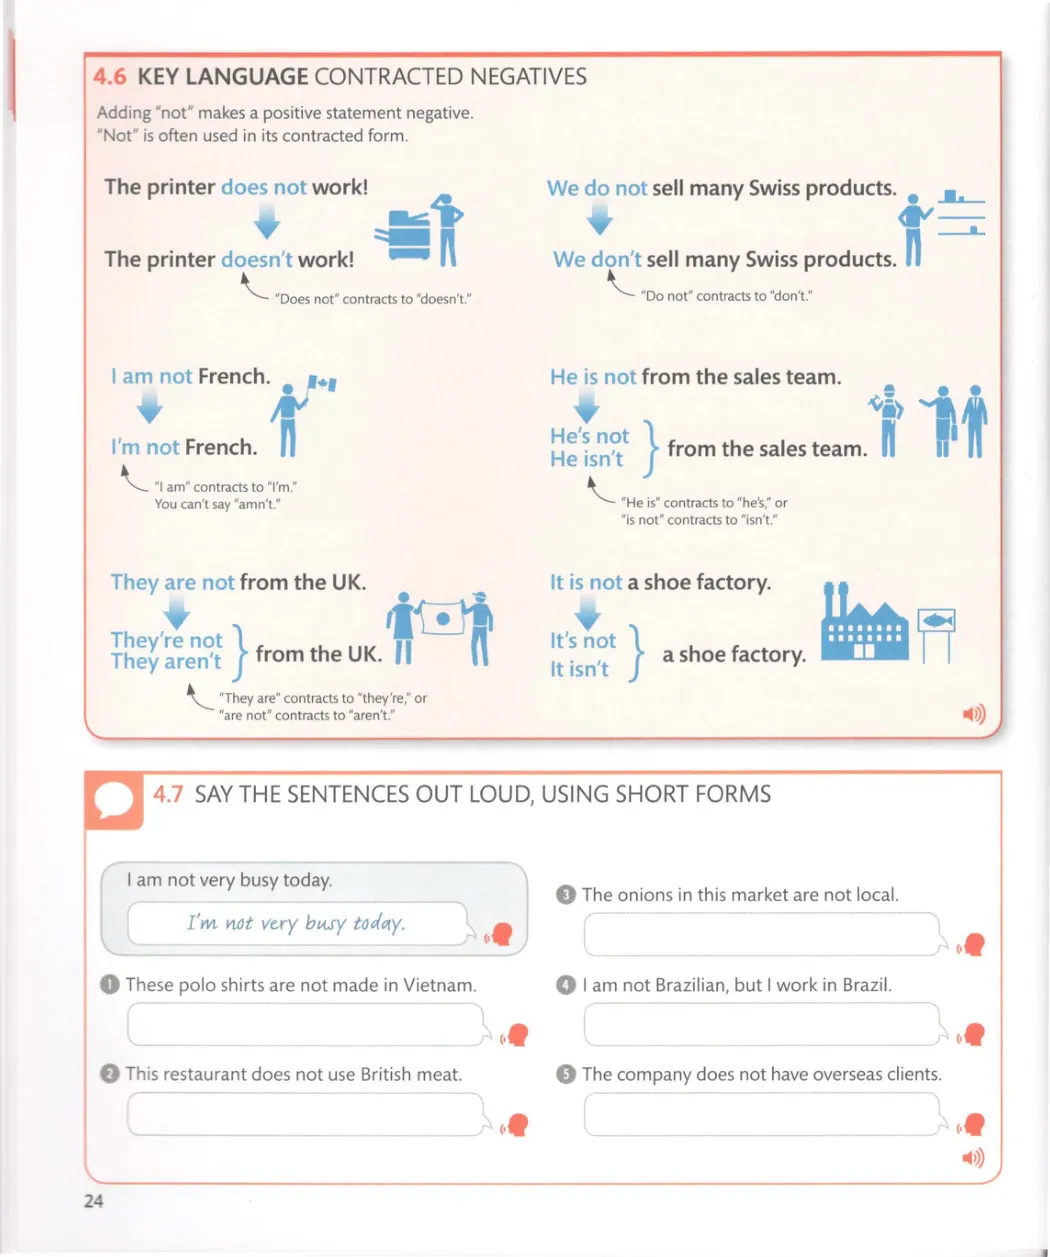 4.6 KEY LANGUAGE CONTRACTED NEGATIVES
Adding "not" makes a positive statement negative.
"Not" is often used in its contracted form.
The printer does not work!
The printer doesn't work!
"Does not" contracts to "doesn't."
We do not sell many Swiss products.
We don't sell many Swiss products.
"Do not" contracts to "don't."
I am not French.
I'm not French.
"I am" contracts to "I'm."
You can't say "amn't."
He is not from the sales team.
He's not
He isn't
from the sales team.
"He is" contracts to "he's," or
"is not" contracts to "isn't."
They are not from the UK.
They're not
They aren't
from the UK.
"They are" contracts to "they're," or
"are not" contracts to "aren't."
It is not a shoe factory.
It's not
It isn't
a shoe factory.
4.7 SAY THE SENTENCES OUT LOUD, USING SHORT FORMS
I am not very busy today.
I'm not very busy today.
1 These polo shirts are not made in Vietnam.
2 This restaurant does not use British meat.
3 The onions in this market are not local.
4 I am not Brazilian, but I work in Brazil.
5 The company does not have overseas clients.
24